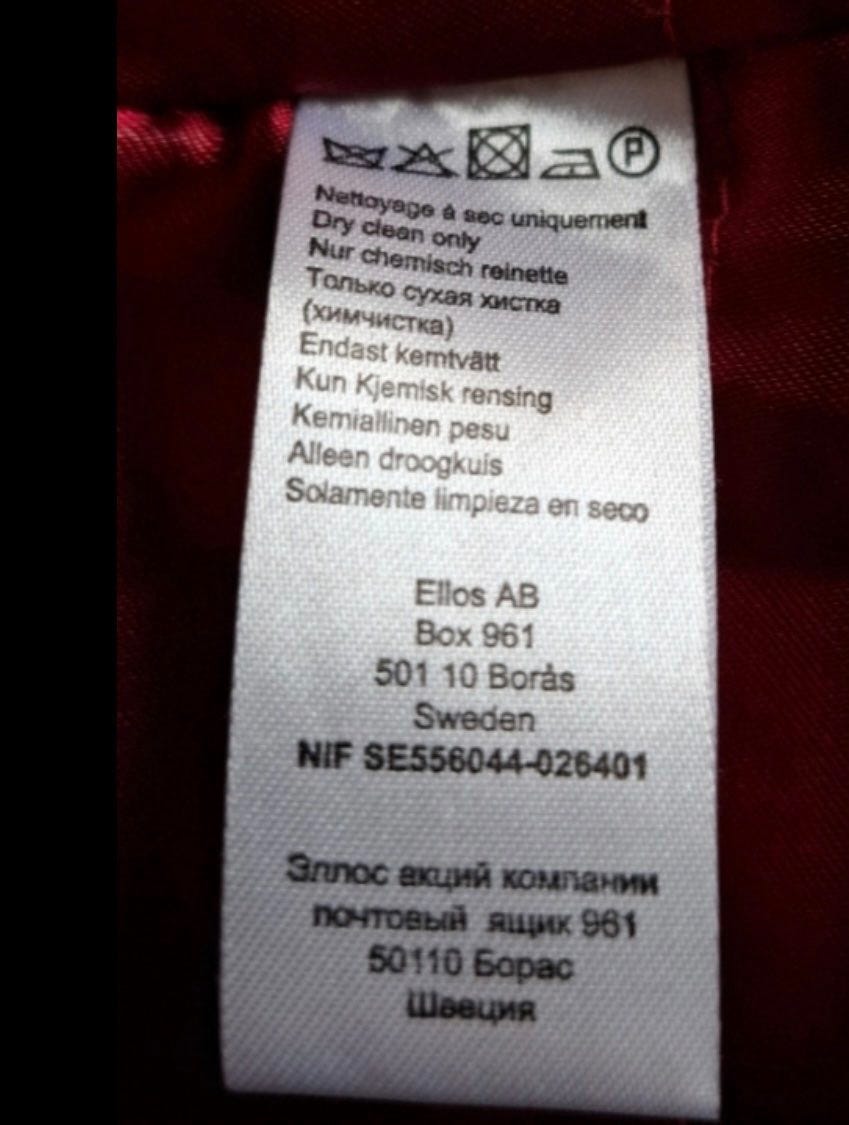 P
Nettoyage à sec uniquement
Dry clean only
Nur chemisch reinette
Только сухая хистка
(химчистка)
Endast kemtvätt
Kun Kjemisk rensing
Kemiallinen pesu
Alleen droogkuis
Solamente limpieza en seco
Ellos AB
Box 961
501 10 Borås
Sweden
NIF SE556044-026401
Эллос акций компании
почтовый ящик 961
50110 Борас
Швеция